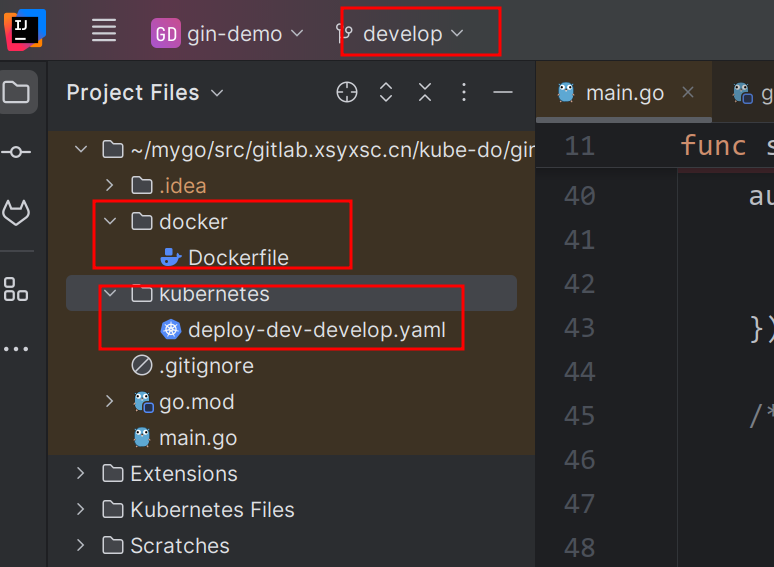 IJ
GD gin-demo develop
Project Files
main.go
g
~/mygo/src/gitlab.xsyxsc.cn/kube-do/gin
.idea
docker
Dockerfile
kubernetes
deploy-dev-develop.yaml
.gitignore
go.mod
main.go
Extensions
Kubernetes Files
Scratches
11 func s
40 au
41
42
43 })
44
45 /*
46
47
48